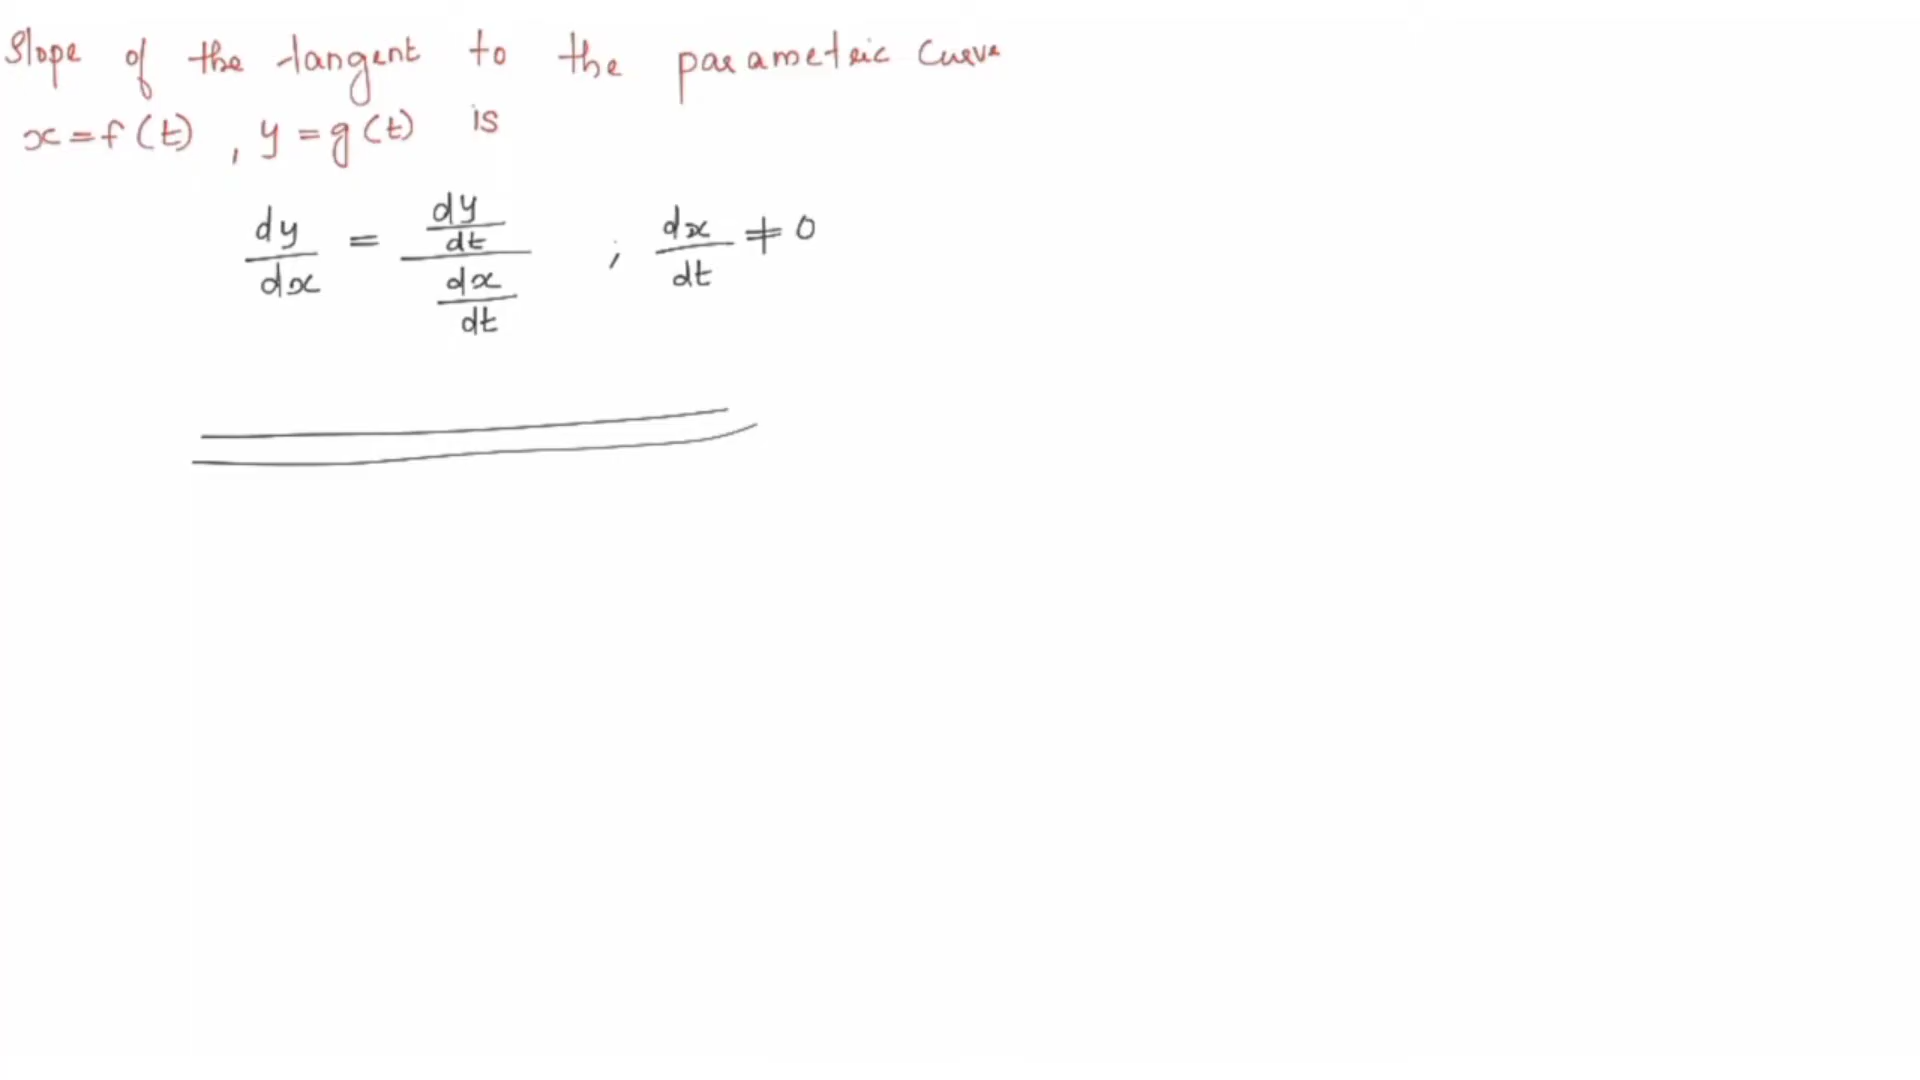 Slope of the tangent to the parametric curve
x = f(t) , y = g(t) is
dy/dx = (dy/dt)/(dx/dt) ; dx/dt ≠ 0